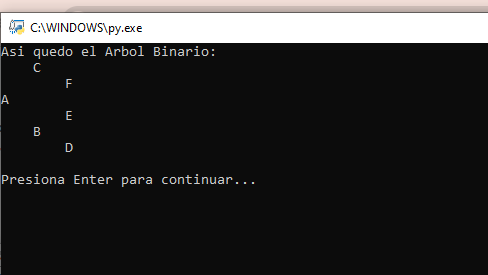 C:\WINDOWS\py.exe
Asi quedo el Arbol Binario:
    C
        F
A
        E
    B
        D
Presiona Enter para continuar...